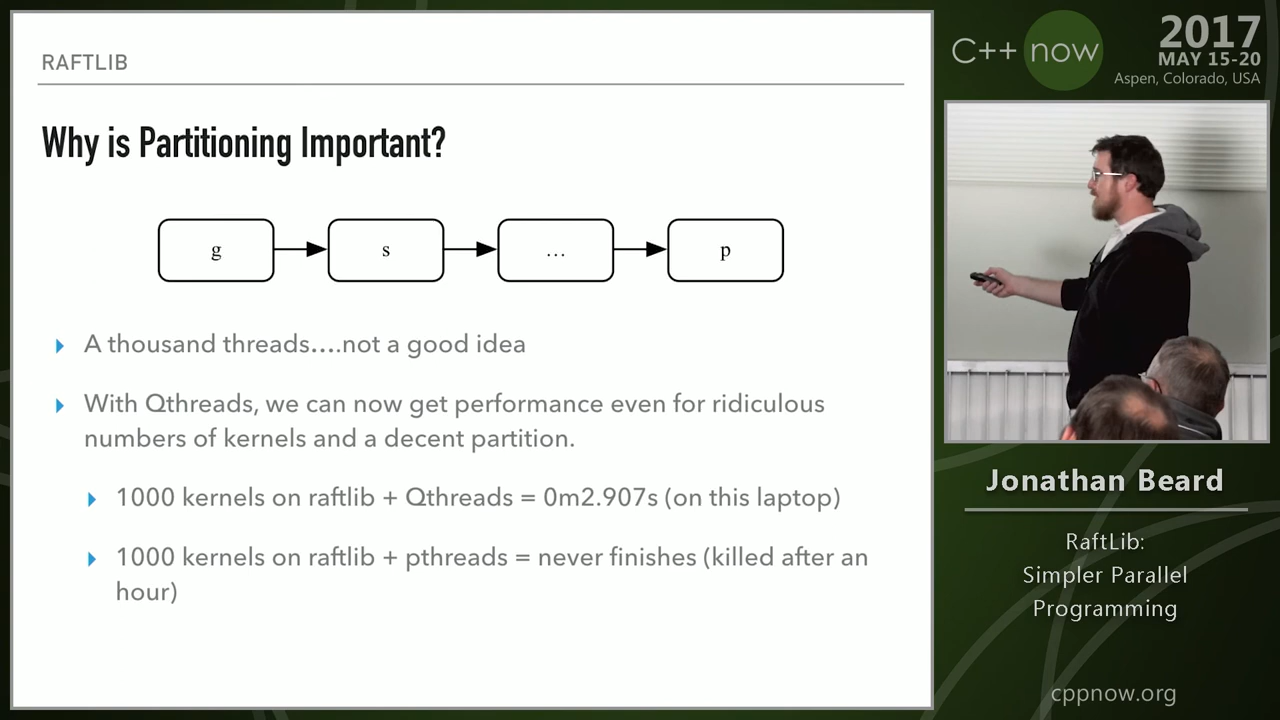 RAFTLIB
Why is Partitioning Important?
g
s
...
p
A thousand threads....not a good idea
With Qthreads, we can now get performance even for ridiculous
numbers of kernels and a decent partition.
1000 kernels on raftlib + Qthreads = 0m2.907s (on this laptop)
1000 kernels on raftlib + pthreads = never finishes (killed after an
hour)
C++ now
2017
MAY 15-20
Aspen, Colorado, USA
Jonathan Beard
RaftLib:
Simpler Parallel
Programming
cppnow.org